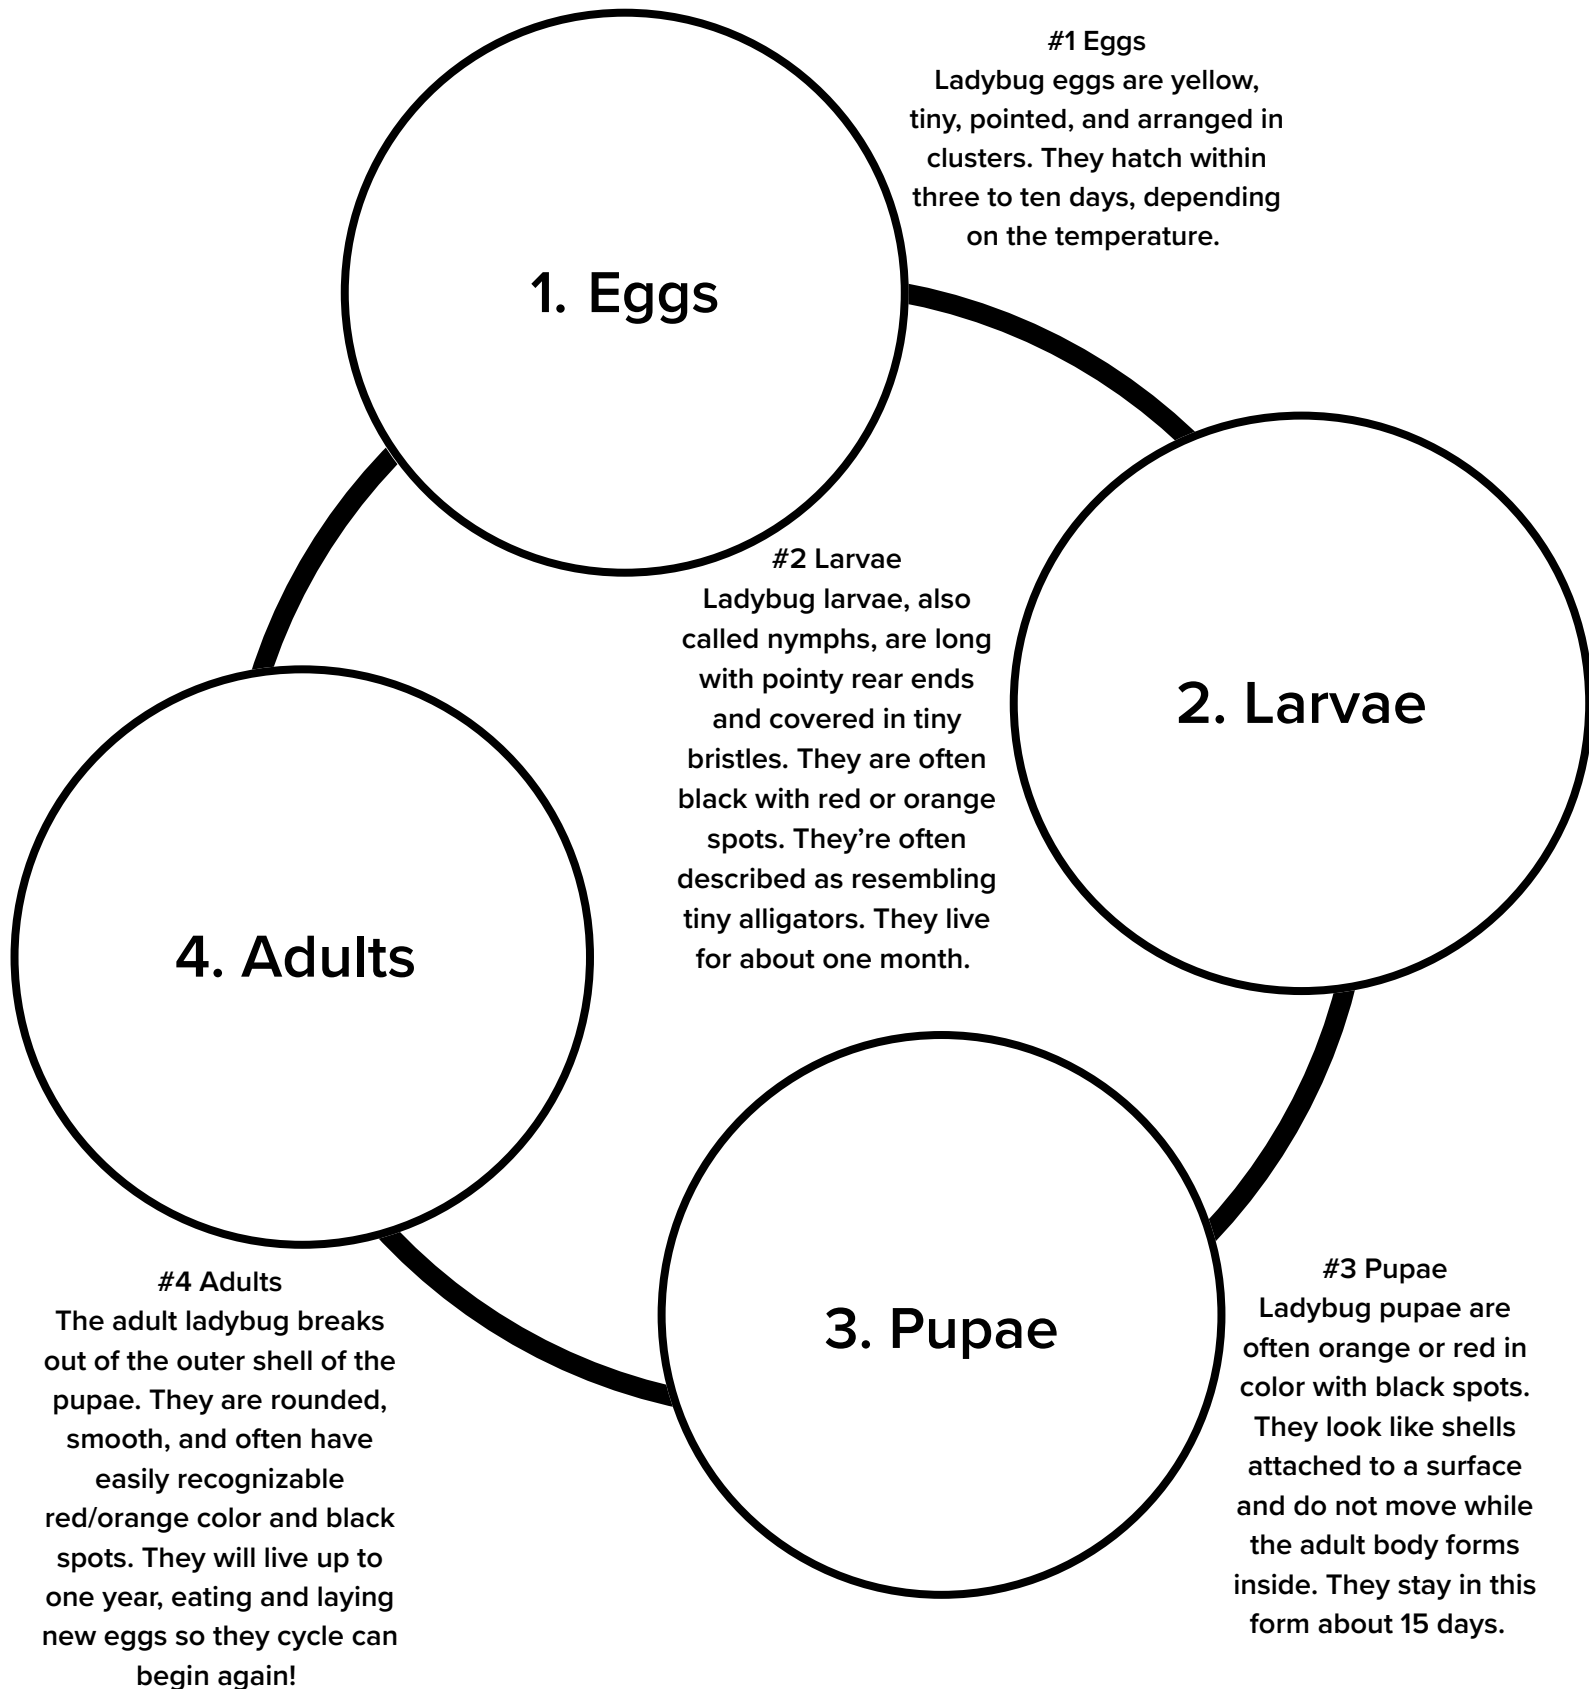 1. Eggs
#1 Eggs
Ladybug eggs are yellow,
tiny, pointed, and arranged in
clusters. They hatch within
three to ten days, depending
on the temperature.
2. Larvae
#2 Larvae
Ladybug larvae, also
called nymphs, are long
with pointy rear ends
and covered in tiny
bristles. They are often
black with red or orange
spots. They’re often
described as resembling
tiny alligators. They live
for about one month.
3. Pupae
#3 Pupae
Ladybug pupae are
often orange or red in
color with black spots.
They look like shells
attached to a surface
and do not move while
the adult body forms
inside. They stay in this
form about 15 days.
4. Adults
#4 Adults
The adult ladybug breaks
out of the outer shell of the
pupae. They are rounded,
smooth, and often have
easily recognizable
red/orange color and black
spots. They will live up to
one year, eating and laying
new eggs so they cycle can
begin again!